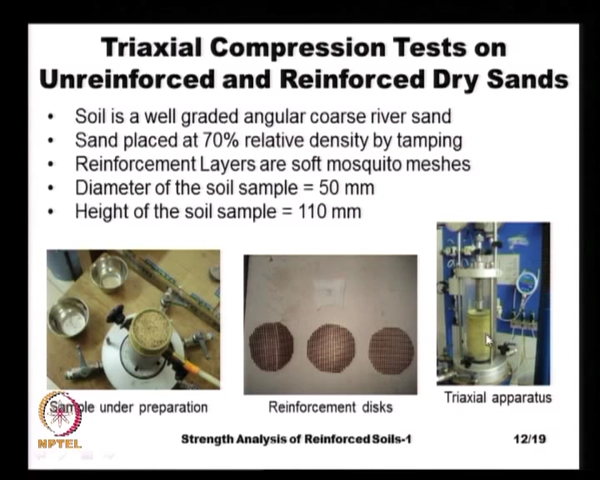 Triaxial Compression Tests on
Unreinforced and Reinforced Dry Sands
• Soil is a well graded angular coarse river sand
• Sand placed at 70% relative density by tamping
• Reinforcement Layers are soft mosquito meshes
• Diameter of the soil sample = 50 mm
• Height of the soil sample = 110 mm
Sample under preparation
Reinforcement disks
Triaxial apparatus
NPTEL
Strength Analysis of Reinforced Soils-1
12/19